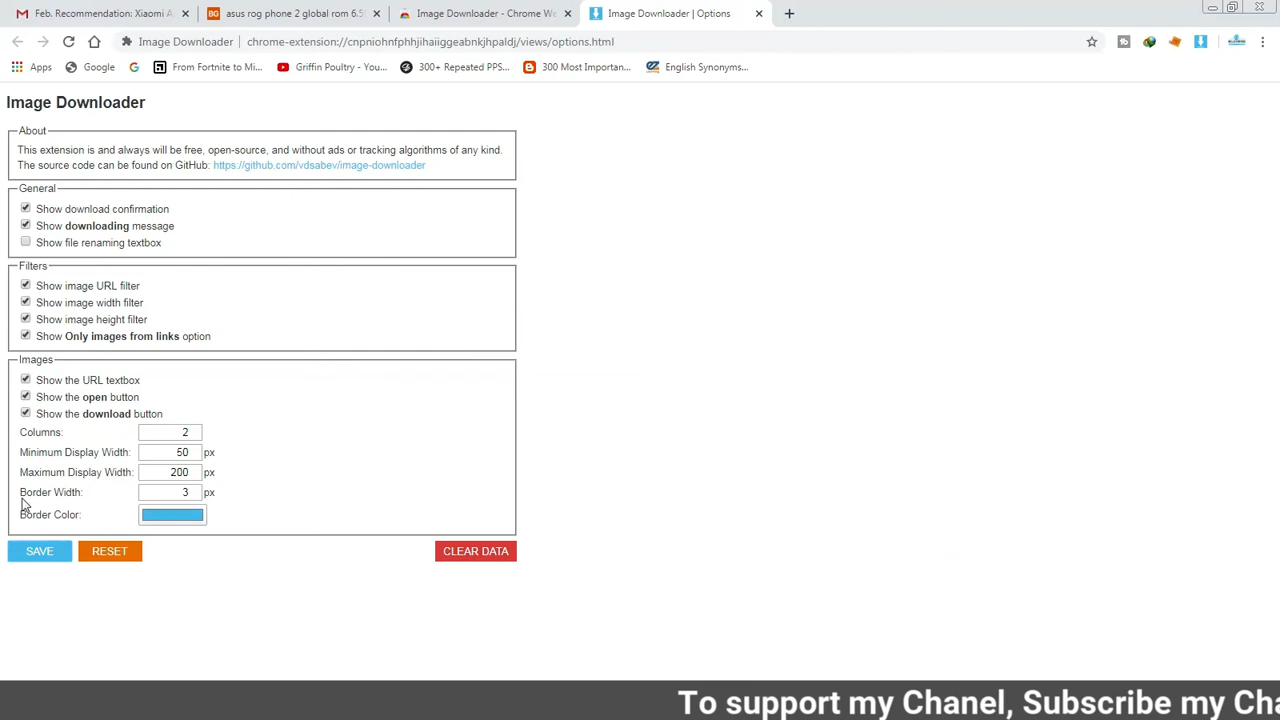 Feb. Recommendation: Xiaomi A
asus rog phone 2 global rom 6.5
Image Downloader - Chrome We
Image Downloader | Options
Image Downloader | chrome-extension://cnpniohnfphhjihaiiggeabnkjhpaldj/views/options.html
Apps
Google
From Fortnite to Mi...
Griffin Poultry - You...
300+ Repeated PPS...
300 Most Importan...
English Synonyms...
Image Downloader
About
This extension is and always will be free, open-source, and without ads or tracking algorithms of any kind.
The source code can be found on GitHub: https://github.com/vdsabev/image-downloader
General
Show download confirmation
Show downloading message
Show file renaming textbox
Filters
Show image URL filter
Show image width filter
Show image height filter
Show Only images from links option
Images
Show the URL textbox
Show the open button
Show the download button
Columns: 2
Minimum Display Width: 50 px
Maximum Display Width: 200 px
Border Width: 3 px
Border Color:
SAVE RESET CLEAR DATA
To support my Chanel, Subscribe my Cha